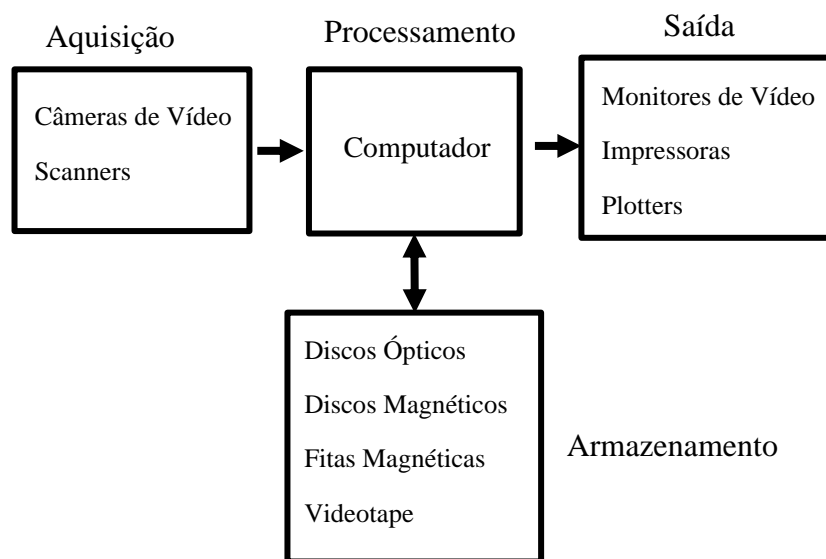 Aquisição
Processamento
Saída
Câmeras de Vídeo
Scanners
Computador
Monitores de Vídeo
Impressoras
Plotters
Discos Ópticos
Discos Magnéticos
Fitas Magnéticas
Videotape
Armazenamento